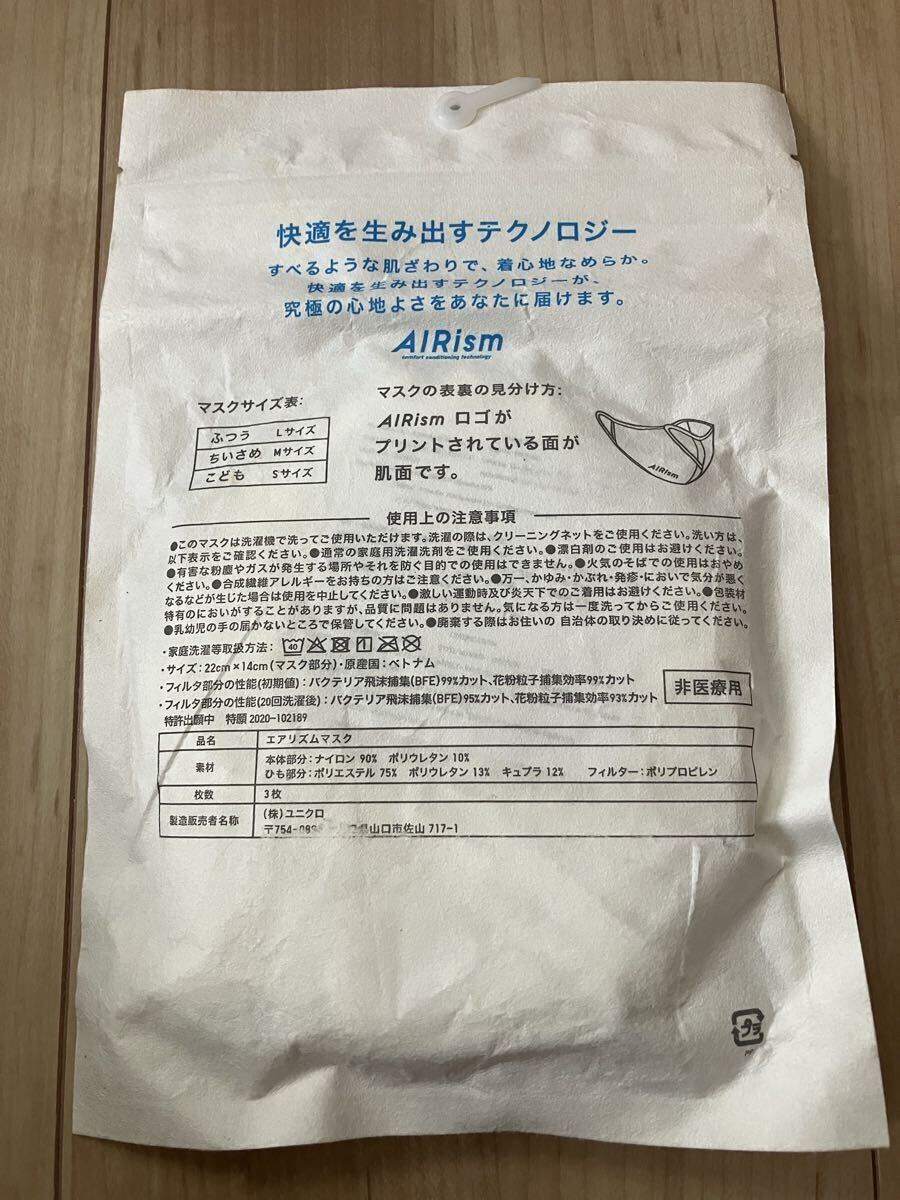 快適を生み出すテクノロジー
すべるような肌ざわりで、着心地なめらか。
快適を生み出すテクノロジーが、
究極の心地よさをあなたに届けます。
AIRism
comfort conditioning technology
マスクサイズ表:
ふつう Lサイズ
ちいさめ Mサイズ
こども Sサイズ
マスクの表裏の見分け方:
AIRism ロゴが
プリントされている面が
肌面です。
AIRism
使用上の注意事項
●このマスクは洗濯機で洗ってご使用いただけます。洗濯の際は、クリーニングネットをご使用ください。洗い方は、
以下表示をご確認ください。●通常の家庭用洗濯洗剤をご使用ください。●漂白剤のご使用はお避けください。
●有害な粉塵やガスが発生する場所やそれを防ぐ目的での使用はできません。●火気のそばでの使用はおやめ
ください。●合成繊維アレルギーをお持ちの方はご注意ください。●万一、かゆみ・かぶれ・発疹・においで気分が悪く
なるなどが生じた場合は使用を中止してください。●激しい運動時及び炎天下でのご着用はお避けください。●包装材
特有のにおいがすることがありますが、品質に問題はありません。気になる方は一度洗ってからご使用ください。
●乳幼児の手の届かないところで保管してください。●廃棄する際はお住いの 自治体の取り決めに従ってください。
・家庭洗濯等取扱方法: 40
・サイズ: 22cm×14cm(マスク部分)・原産国: ベトナム
・フィルタ部分の性能(初期値): バクテリア飛沫捕集(BFE)99%カット、花粉粒子捕集効率99%カット
・フィルタ部分の性能(20回洗濯後): バクテリア飛沫捕集(BFE)95%カット、花粉粒子捕集効率93%カット
特許出願中 特願 2020-102189
非医療用
品名 エアリズムマスク
素材 本体部分: ナイロン 90% ポリウレタン 10%
ひも部分: ポリエステル 75% ポリウレタン 13% キュプラ 12% フィルター: ポリプロピレン
枚数 3枚
製造販売者名称 (株)ユニクロ
山口市佐山 717-1
プラ